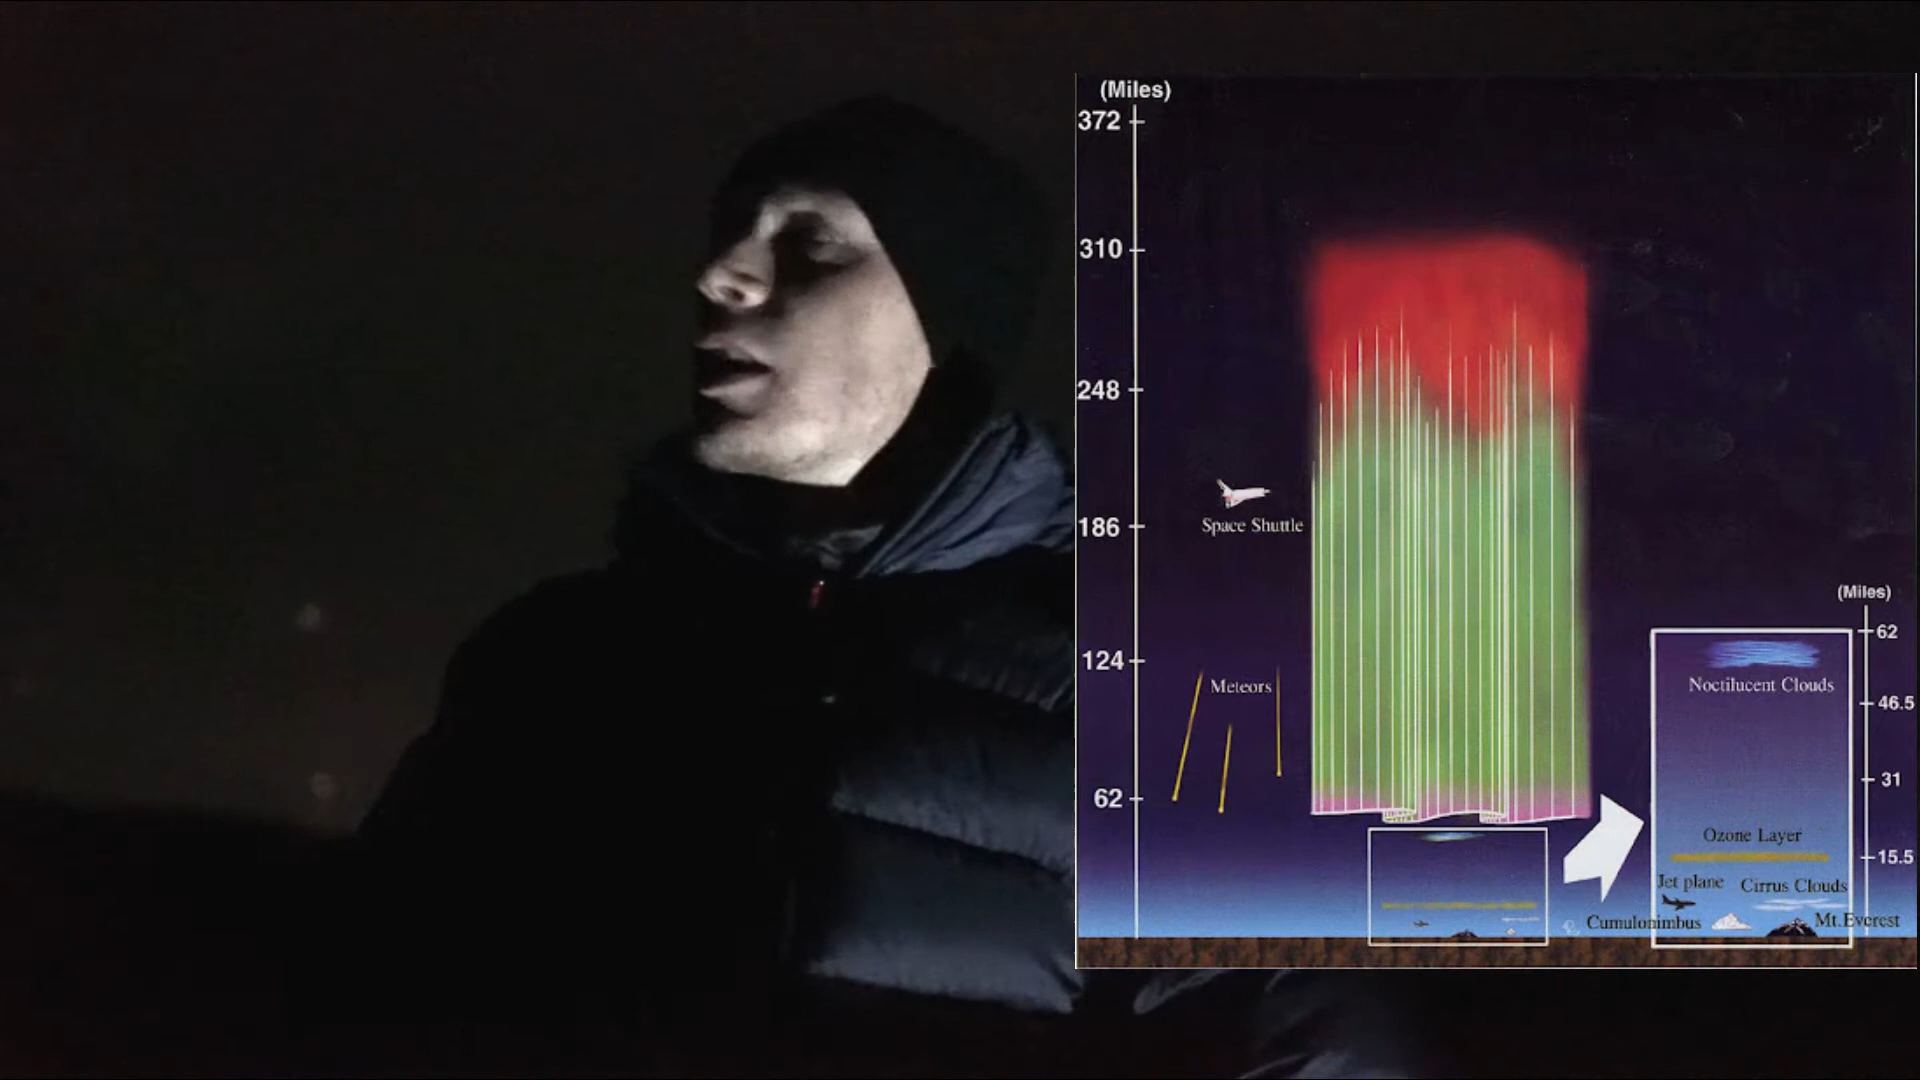 (Miles)
372
310
248
186
124
62
Space Shuttle
Meteors
(Miles)
62
46.5
31
15.5
Noctilucent Clouds
Ozone Layer
Jet plane
Cirrus Clouds
Cumulonimbus
Mt.Everest